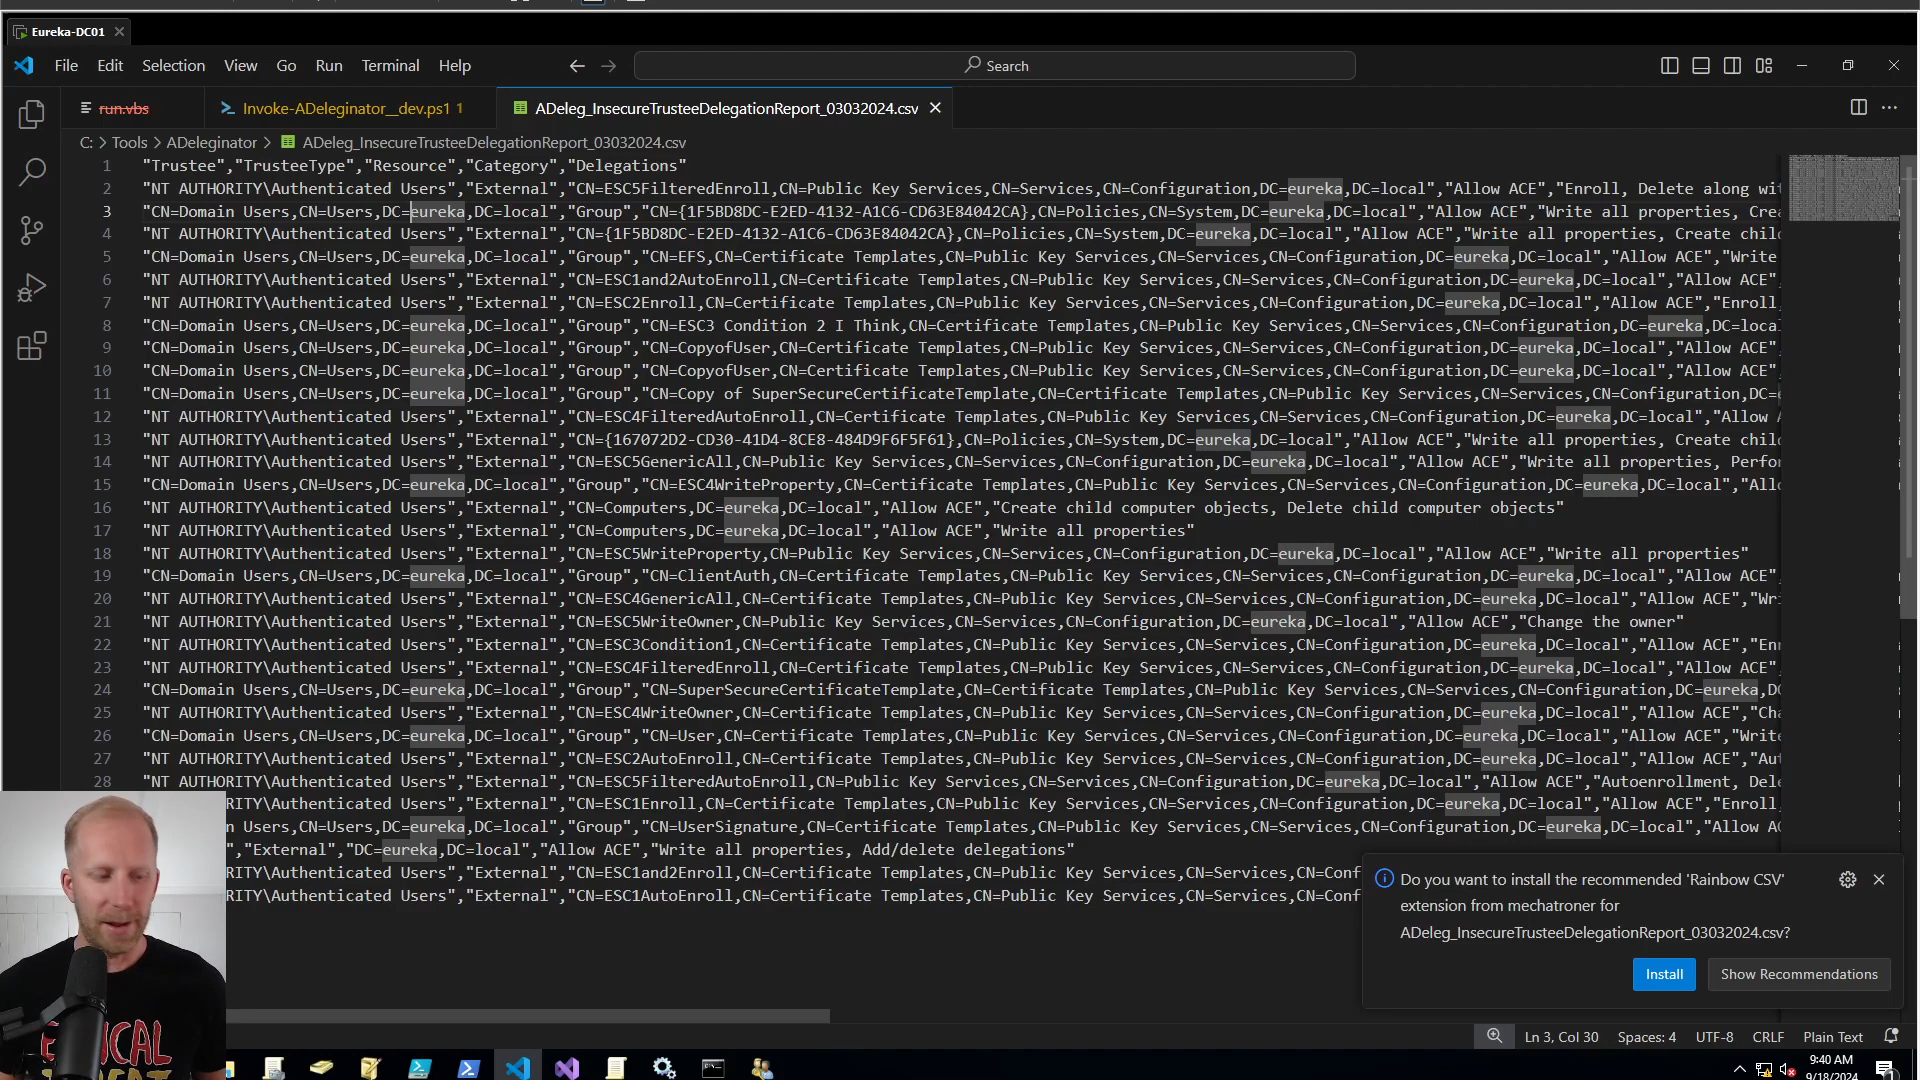 Eureka-DC01
File Edit Selection View Go Run Terminal Help
Search
run.vbs
Invoke-ADeleginator__dev.ps1 1
ADeleg_InsecureTrusteeDelegationReport_03032024.csv
C: > Tools > ADeleginator > ADeleg_InsecureTrusteeDelegationReport_03032024.csv
1 "Trustee","TrusteeType","Resource","Category","Delegations"
2 "NT AUTHORITY\Authenticated Users","External","CN=ESC5FilteredEnroll,CN=Public Key Services,CN=Services,CN=Configuration,DC=eureka,DC=local","Allow ACE","Enroll, Delete along wit
3 "CN=Domain Users,CN=Users,DC=eureka,DC=local","Group","CN={1F5BD8DC-E2ED-4132-A1C6-CD63E84042CA},CN=Policies,CN=System,DC=eureka,DC=local","Allow ACE","Write all properties, Crea
4 "NT AUTHORITY\Authenticated Users","External","CN={1F5BD8DC-E2ED-4132-A1C6-CD63E84042CA},CN=Policies,CN=System,DC=eureka,DC=local","Allow ACE","Write all properties, Create child
5 "CN=Domain Users,CN=Users,DC=eureka,DC=local","Group","CN=EFS,CN=Certificate Templates,CN=Public Key Services,CN=Services,CN=Configuration,DC=eureka,DC=local","Allow ACE","Write
6 "NT AUTHORITY\Authenticated Users","External","CN=ESC1and2AutoEnroll,CN=Certificate Templates,CN=Public Key Services,CN=Services,CN=Configuration,DC=eureka,DC=local","Allow ACE",
7 "NT AUTHORITY\Authenticated Users","External","CN=ESC2Enroll,CN=Certificate Templates,CN=Public Key Services,CN=Services,CN=Configuration,DC=eureka,DC=local","Allow ACE","Enroll,
8 "CN=Domain Users,CN=Users,DC=eureka,DC=local","Group","CN=ESC3 Condition 2 I Think,CN=Certificate Templates,CN=Public Key Services,CN=Services,CN=Configuration,DC=eureka,DC=local
9 "CN=Domain Users,CN=Users,DC=eureka,DC=local","Group","CN=CopyofUser,CN=Certificate Templates,CN=Public Key Services,CN=Services,CN=Configuration,DC=eureka,DC=local","Allow ACE",
10 "CN=Domain Users,CN=Users,DC=eureka,DC=local","Group","CN=CopyofUser,CN=Certificate Templates,CN=Public Key Services,CN=Services,CN=Configuration,DC=eureka,DC=local","Allow ACE",
11 "CN=Domain Users,CN=Users,DC=eureka,DC=local","Group","CN=Copy of SuperSecureCertificateTemplate,CN=Certificate Templates,CN=Public Key Services,CN=Services,CN=Configuration,DC=e
12 "NT AUTHORITY\Authenticated Users","External","CN=ESC4FilteredAutoEnroll,CN=Certificate Templates,CN=Public Key Services,CN=Services,CN=Configuration,DC=eureka,DC=local","Allow A
13 "NT AUTHORITY\Authenticated Users","External","CN={167072D2-CD30-41D4-8CE8-484D9F6F5F61},CN=Policies,CN=System,DC=eureka,DC=local","Allow ACE","Write all properties, Create child
14 "NT AUTHORITY\Authenticated Users","External","CN=ESC5GenericAll,CN=Public Key Services,CN=Services,CN=Configuration,DC=eureka,DC=local","Allow ACE","Write all properties, Perfor
15 "CN=Domain Users,CN=Users,DC=eureka,DC=local","Group","CN=ESC4WriteProperty,CN=Certificate Templates,CN=Public Key Services,CN=Services,CN=Configuration,DC=eureka,DC=local","Allo
16 "NT AUTHORITY\Authenticated Users","External","CN=Computers,DC=eureka,DC=local","Allow ACE","Create child computer objects, Delete child computer objects"
17 "NT AUTHORITY\Authenticated Users","External","CN=Computers,DC=eureka,DC=local","Allow ACE","Write all properties"
18 "NT AUTHORITY\Authenticated Users","External","CN=ESC5WriteProperty,CN=Public Key Services,CN=Services,CN=Configuration,DC=eureka,DC=local","Allow ACE","Write all properties"
19 "CN=Domain Users,CN=Users,DC=eureka,DC=local","Group","CN=ClientAuth,CN=Certificate Templates,CN=Public Key Services,CN=Services,CN=Configuration,DC=eureka,DC=local","Allow ACE",
20 "NT AUTHORITY\Authenticated Users","External","CN=ESC4GenericAll,CN=Certificate Templates,CN=Public Key Services,CN=Services,CN=Configuration,DC=eureka,DC=local","Allow ACE","Wri
21 "NT AUTHORITY\Authenticated Users","External","CN=ESC5WriteOwner,CN=Public Key Services,CN=Services,CN=Configuration,DC=eureka,DC=local","Allow ACE","Change the owner"
22 "NT AUTHORITY\Authenticated Users","External","CN=ESC3Condition1,CN=Certificate Templates,CN=Public Key Services,CN=Services,CN=Configuration,DC=eureka,DC=local","Allow ACE","Enr
23 "NT AUTHORITY\Authenticated Users","External","CN=ESC4FilteredEnroll,CN=Certificate Templates,CN=Public Key Services,CN=Services,CN=Configuration,DC=eureka,DC=local","Allow ACE",
24 "CN=Domain Users,CN=Users,DC=eureka,DC=local","Group","CN=SuperSecureCertificateTemplate,CN=Certificate Templates,CN=Public Key Services,CN=Services,CN=Configuration,DC=eureka,DC
25 "NT AUTHORITY\Authenticated Users","External","CN=ESC4WriteOwner,CN=Certificate Templates,CN=Public Key Services,CN=Services,CN=Configuration,DC=eureka,DC=local","Allow ACE","Cha
26 "CN=Domain Users,CN=Users,DC=eureka,DC=local","Group","CN=User,CN=Certificate Templates,CN=Public Key Services,CN=Services,CN=Configuration,DC=eureka,DC=local","Allow ACE","Write
27 "NT AUTHORITY\Authenticated Users","External","CN=ESC2AutoEnroll,CN=Certificate Templates,CN=Public Key Services,CN=Services,CN=Configuration,DC=eureka,DC=local","Allow ACE","Aut
28 "NT AUTHORITY\Authenticated Users","External","CN=ESC5FilteredAutoEnroll,CN=Public Key Services,CN=Services,CN=Configuration,DC=eureka,DC=local","Allow ACE","Autoenrollment, Dele
RITY\Authenticated Users","External","CN=ESC1Enroll,CN=Certificate Templates,CN=Public Key Services,CN=Services,CN=Configuration,DC=eureka,DC=local","Allow ACE","Enroll,
n Users,CN=Users,DC=eureka,DC=local","Group","CN=UserSignature,CN=Certificate Templates,CN=Public Key Services,CN=Services,CN=Configuration,DC=eureka,DC=local","Allow AC
","External","DC=eureka,DC=local","Allow ACE","Write all properties, Add/delete delegations"
RITY\Authenticated Users","External","CN=ESC1and2Enroll,CN=Certificate Templates,CN=Public Key Services,CN=Services,CN=Conf
RITY\Authenticated Users","External","CN=ESC1AutoEnroll,CN=Certificate Templates,CN=Public Key Services,CN=Services,CN=Conf
Do you want to install the recommended 'Rainbow CSV'
extension from mechatroner for
ADeleg_InsecureTrusteeDelegationReport_03032024.csv?
Install
Show Recommendations
Ln 3, Col 30 Spaces: 4 UTF-8 CRLF Plain Text
9:40 AM
9/18/2024